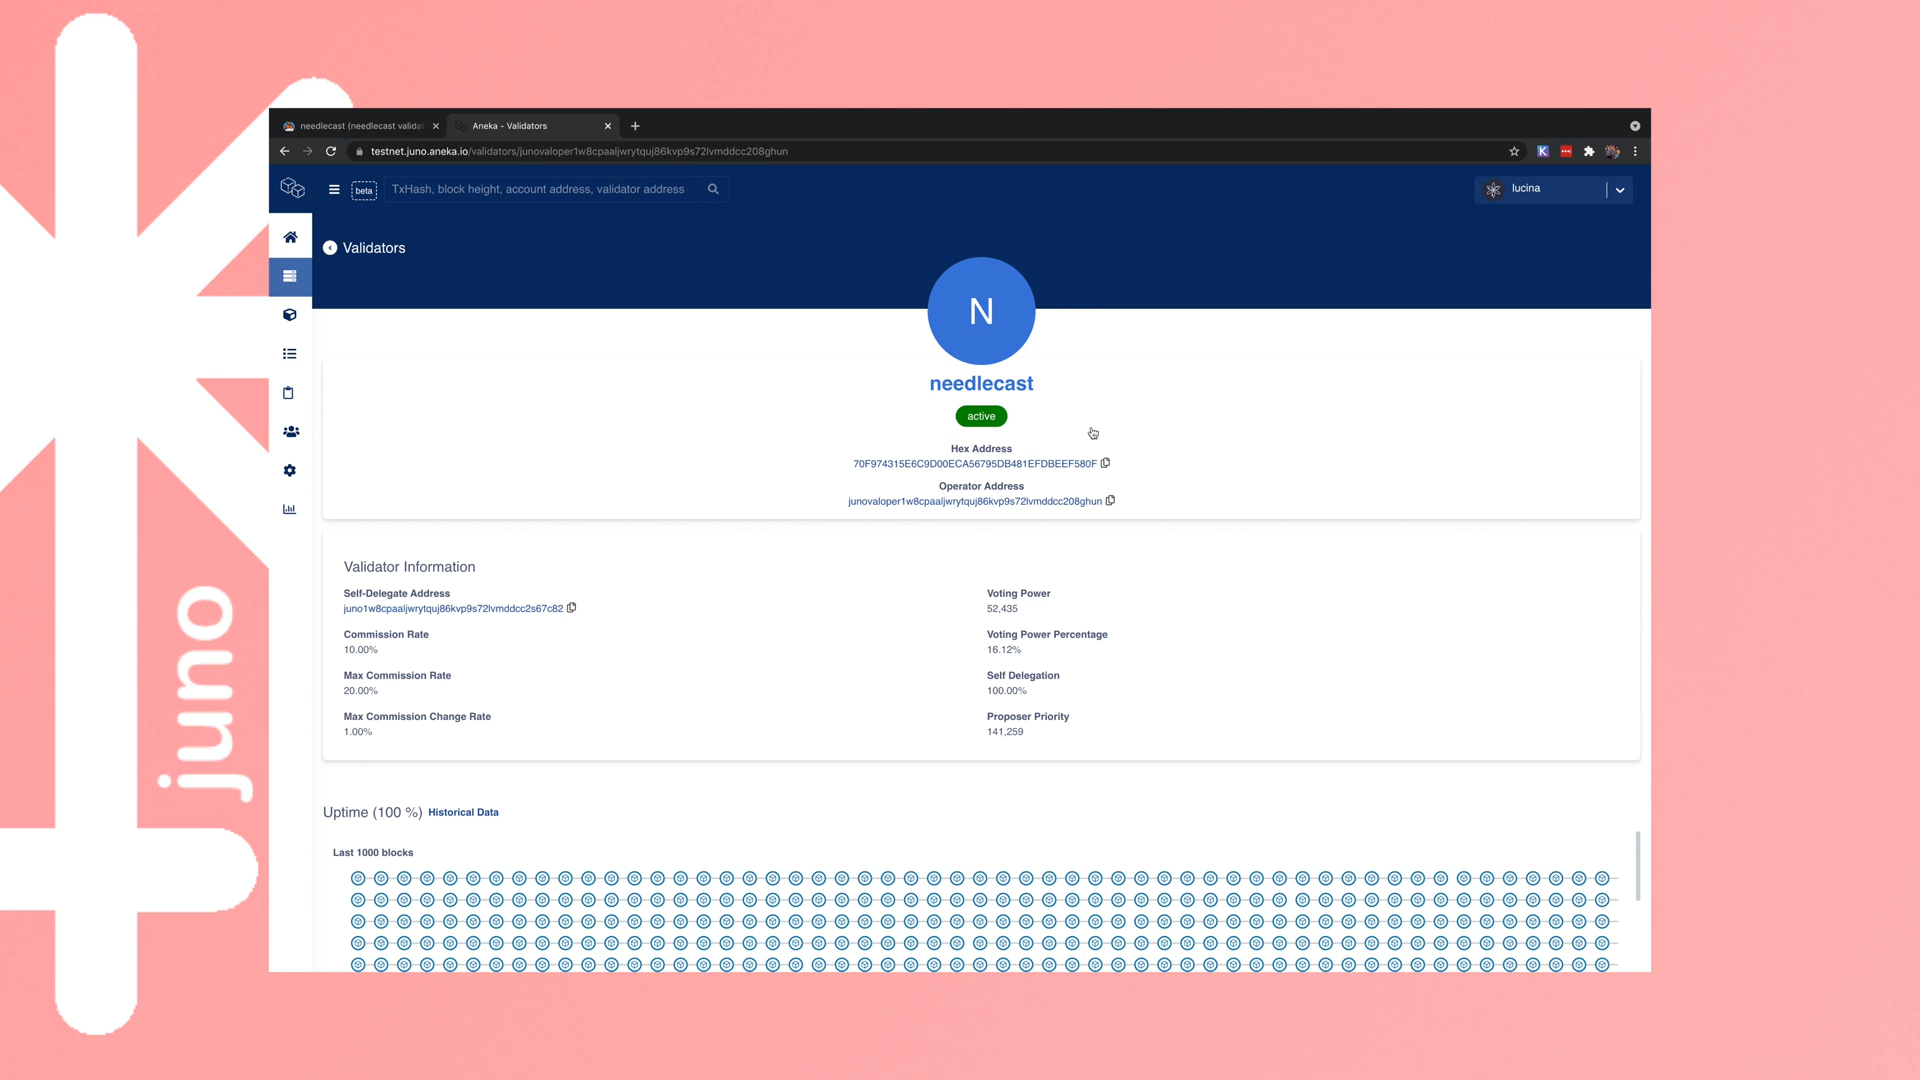 needlecast (needlecast valida
Aneka - Validators
testnet.juno.aneka.io/validators/junovaloper1w8cpaaljwrytquj86kvp9s72lvmddcc208ghun
beta
TxHash, block height, account address, validator address
lucina
Validators
N
needlecast
active
Hex Address
70F974315E6C9D00ECA56795DB481EFDBEEF580F
Operator Address
junovaloper1w8cpaaljwrytquj86kvp9s72lvmddcc208ghun
Validator Information
Self-Delegate Address
juno1w8cpaaljwrytquj86kvp9s72lvmddcc2s67c82
Commission Rate
10.00%
Max Commission Rate
20.00%
Max Commission Change Rate
1.00%
Voting Power
52,435
Voting Power Percentage
16.12%
Self Delegation
100.00%
Proposer Priority
141,259
Uptime (100 %) Historical Data
Last 1000 blocks
juno